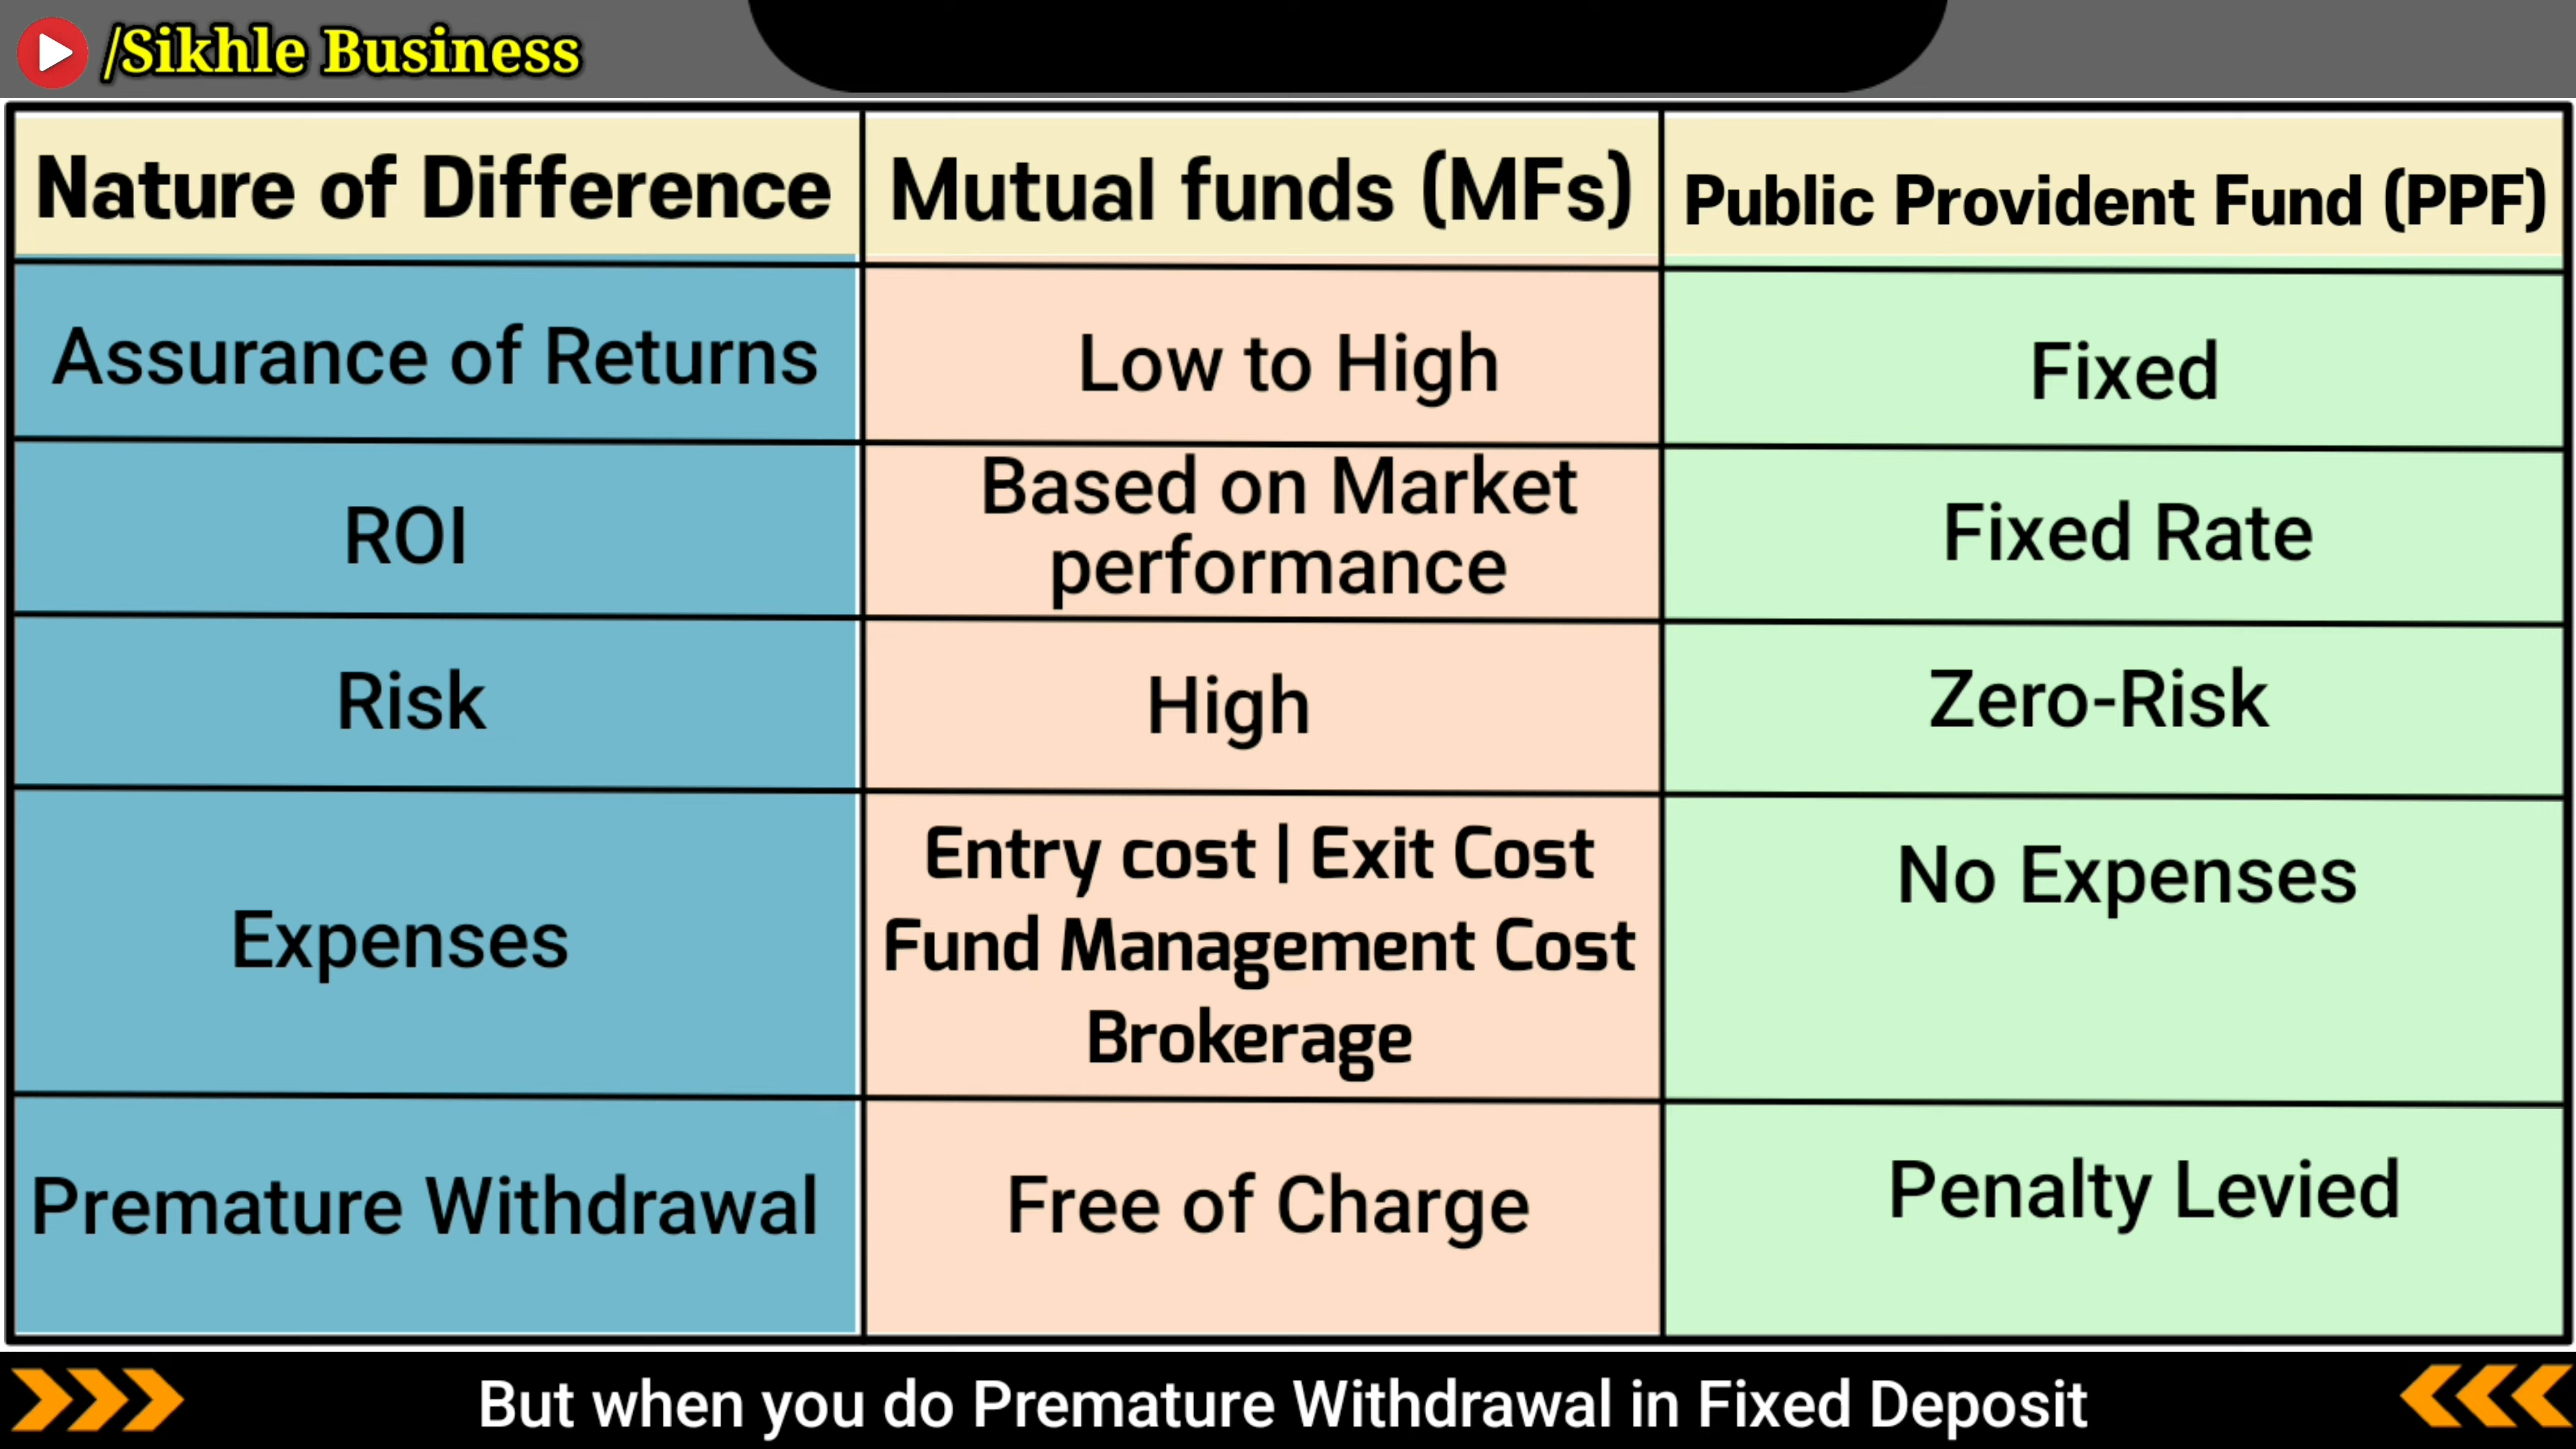 /Sikhle Business
Nature of Difference
Mutual funds (MFs)
Public Provident Fund (PPF)
Assurance of Returns
Low to High
Fixed
ROI
Based on Market
performance
Fixed Rate
Risk
High
Zero-Risk
Expenses
Entry cost | Exit Cost
Fund Management Cost
Brokerage
No Expenses
Premature Withdrawal
Free of Charge
Penalty Levied
But when you do Premature Withdrawal in Fixed Deposit